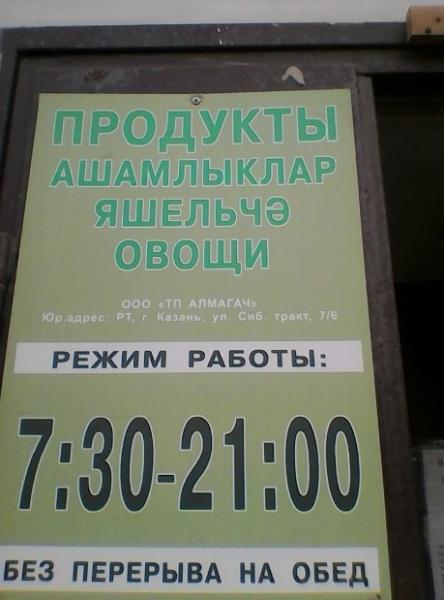 ПРОДУКТЫ
АШАМЛЫКЛАР
ЯШЕЛЬЧӘ
ОВОЩИ
ООО «ТП АЛМАГАЧ»
Юр.адрес: РТ, г. Казань, ул. Сиб. тракт, 7/6
РЕЖИМ РАБОТЫ:
7:30-21:00
БЕЗ ПЕРЕРЫВА НА ОБЕД